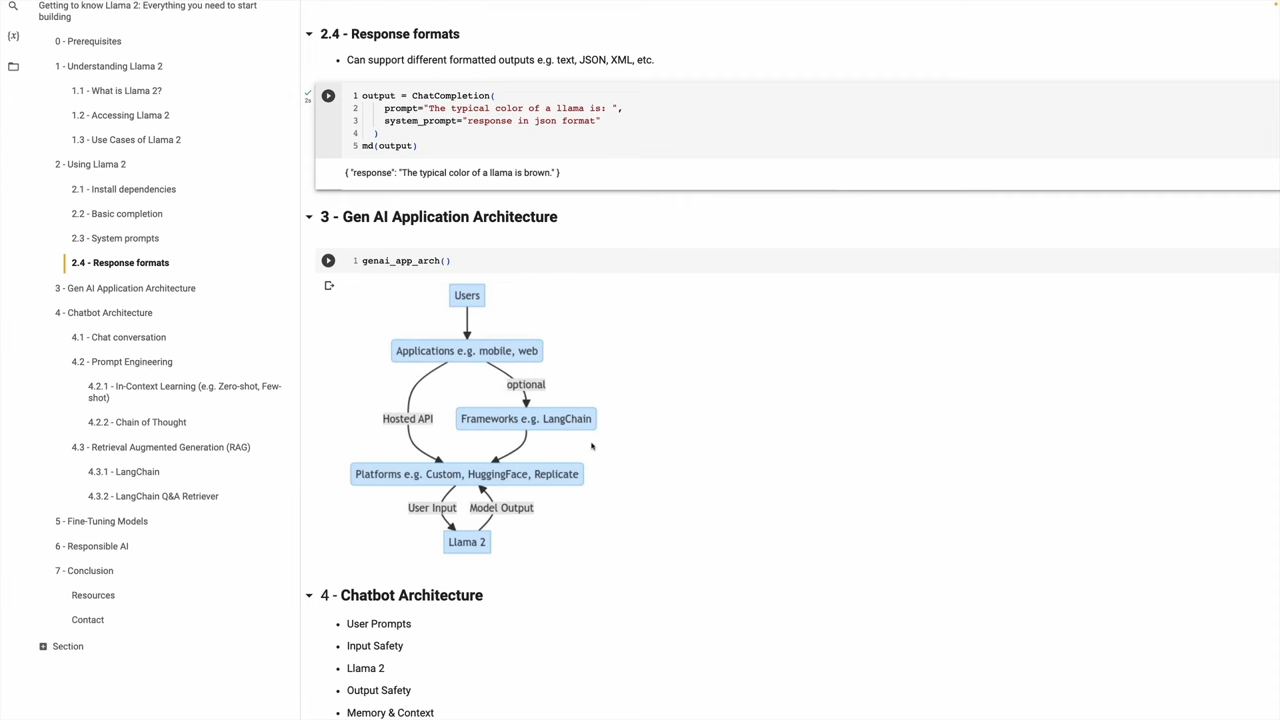 Getting to know Llama 2: Everything you need to start
building
{x}
0 - Prerequisites
1 - Understanding Llama 2
1.1 - What is Llama 2?
1.2 - Accessing Llama 2
1.3 - Use Cases of Llama 2
2 - Using Llama 2
2.1 - Install dependencies
2.2 - Basic completion
2.3 - System prompts
2.4 - Response formats
3 - Gen AI Application Architecture
4 - Chatbot Architecture
4.1 - Chat conversation
4.2 - Prompt Engineering
4.2.1 - In-Context Learning (e.g. Zero-shot, Few-
shot)
4.2.2 - Chain of Thought
4.3 - Retrieval Augmented Generation (RAG)
4.3.1 - LangChain
4.3.2 - LangChain Q&A Retriever
5 - Fine-Tuning Models
6 - Responsible AI
7 - Conclusion
Resources
Contact
Section
2.4 - Response formats
• Can support different formatted outputs e.g. text, JSON, XML, etc.
2s
1 output = ChatCompletion(
2 prompt="The typical color of a llama is: ",
3 system_prompt="response in json format"
4 )
5 md(output)
{ "response": "The typical color of a llama is brown." }
3 - Gen AI Application Architecture
1 genai_app_arch()
Users
Applications e.g. mobile, web
optional
Hosted API
Frameworks e.g. LangChain
Platforms e.g. Custom, HuggingFace, Replicate
User Input
Model Output
Llama 2
4 - Chatbot Architecture
• User Prompts
• Input Safety
• Llama 2
• Output Safety
• Memory & Context